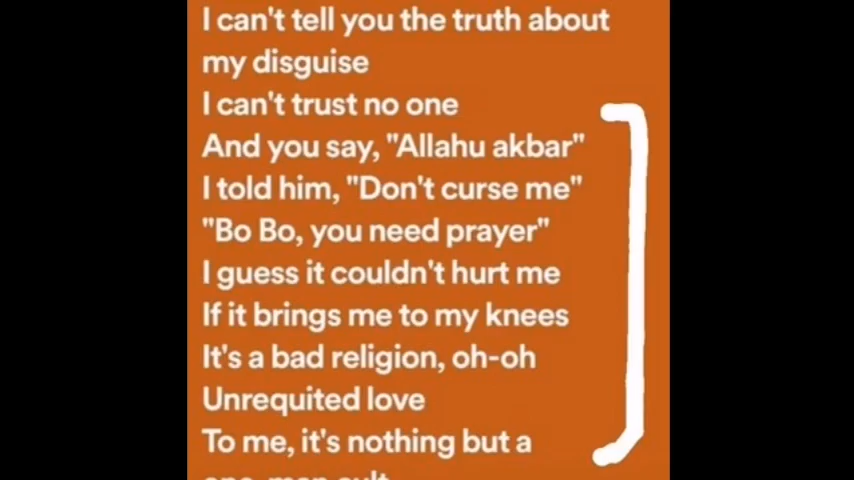 I can't tell you the truth about
my disguise
I can't trust no one
And you say, "Allahu akbar"
I told him, "Don't curse me"
"Bo Bo, you need prayer"
I guess it couldn't hurt me
If it brings me to my knees
It's a bad religion, oh-oh
Unrequited love
To me, it's nothing but a